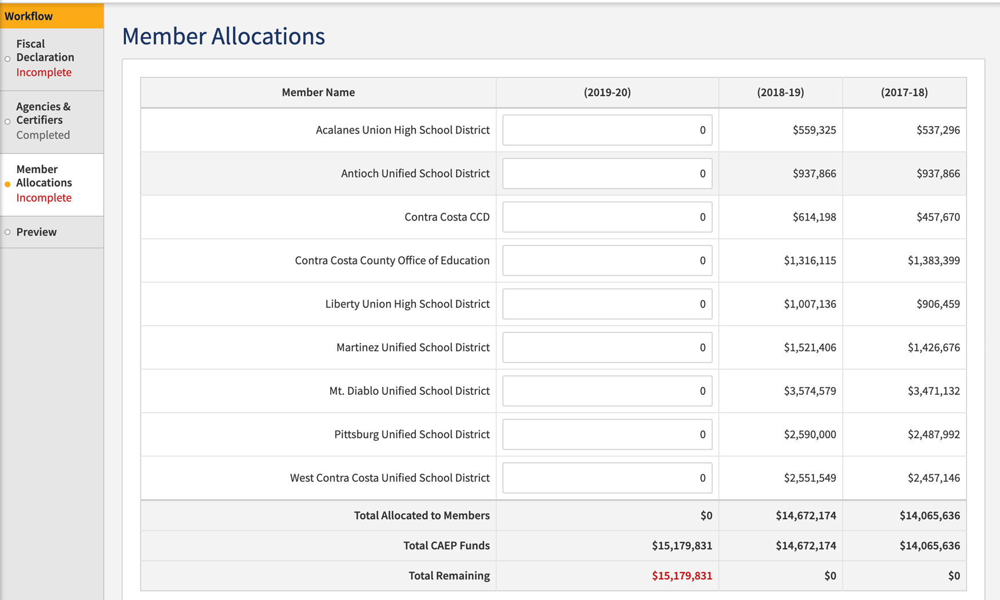 Workflow
Fiscal
Declaration
Incomplete
Agencies &
Certifiers
Completed
Member
Allocations
Incomplete
Preview
Member Allocations
Member Name (2019-20) (2018-19) (2017-18)
Acalanes Union High School District 0 $559,325 $537,296
Antioch Unified School District 0 $937,866 $937,866
Contra Costa CCD 0 $614,198 $457,670
Contra Costa County Office of Education 0 $1,316,115 $1,383,399
Liberty Union High School District 0 $1,007,136 $906,459
Martinez Unified School District 0 $1,521,406 $1,426,676
Mt. Diablo Unified School District 0 $3,574,579 $3,471,132
Pittsburg Unified School District 0 $2,590,000 $2,487,992
West Contra Costa Unified School District 0 $2,551,549 $2,457,146
Total Allocated to Members $0 $14,672,174 $14,065,636
Total CAEP Funds $15,179,831 $14,672,174 $14,065,636
Total Remaining $15,179,831 $0 $0